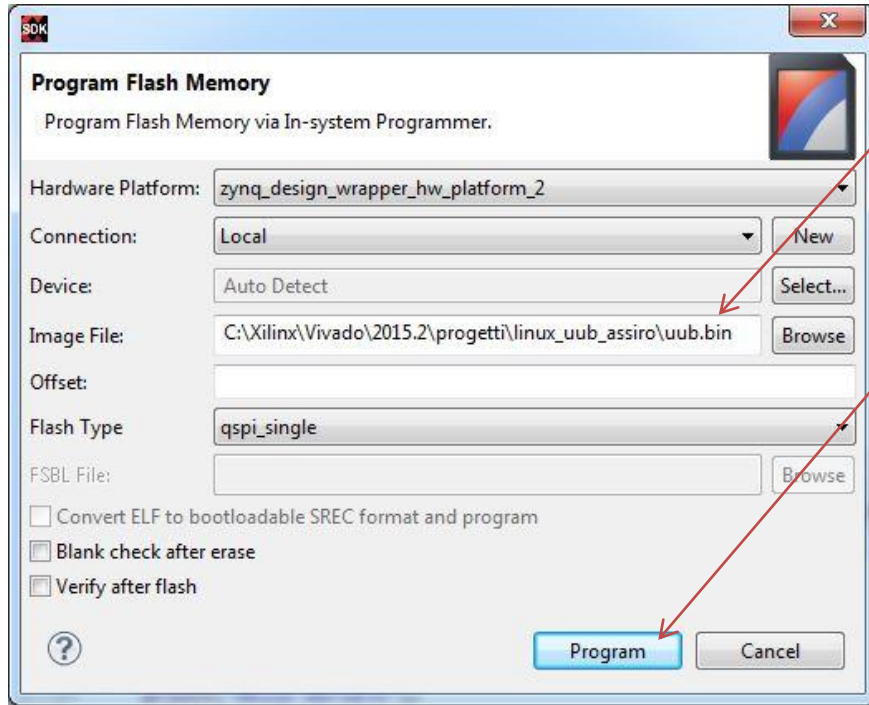 SDK
X
Program Flash Memory
Program Flash Memory via In-system Programmer.
Hardware Platform: zynq_design_wrapper_hw_platform_2
Connection: Local New
Device: Auto Detect Select...
Image File: C:\Xilinx\Vivado\2015.2\progetti\linux_uub_assiro\uub.bin Browse
Offset:
Flash Type qspi_single
FSBL File: Browse
Convert ELF to bootloadable SREC format and program
Blank check after erase
Verify after flash
? Program Cancel